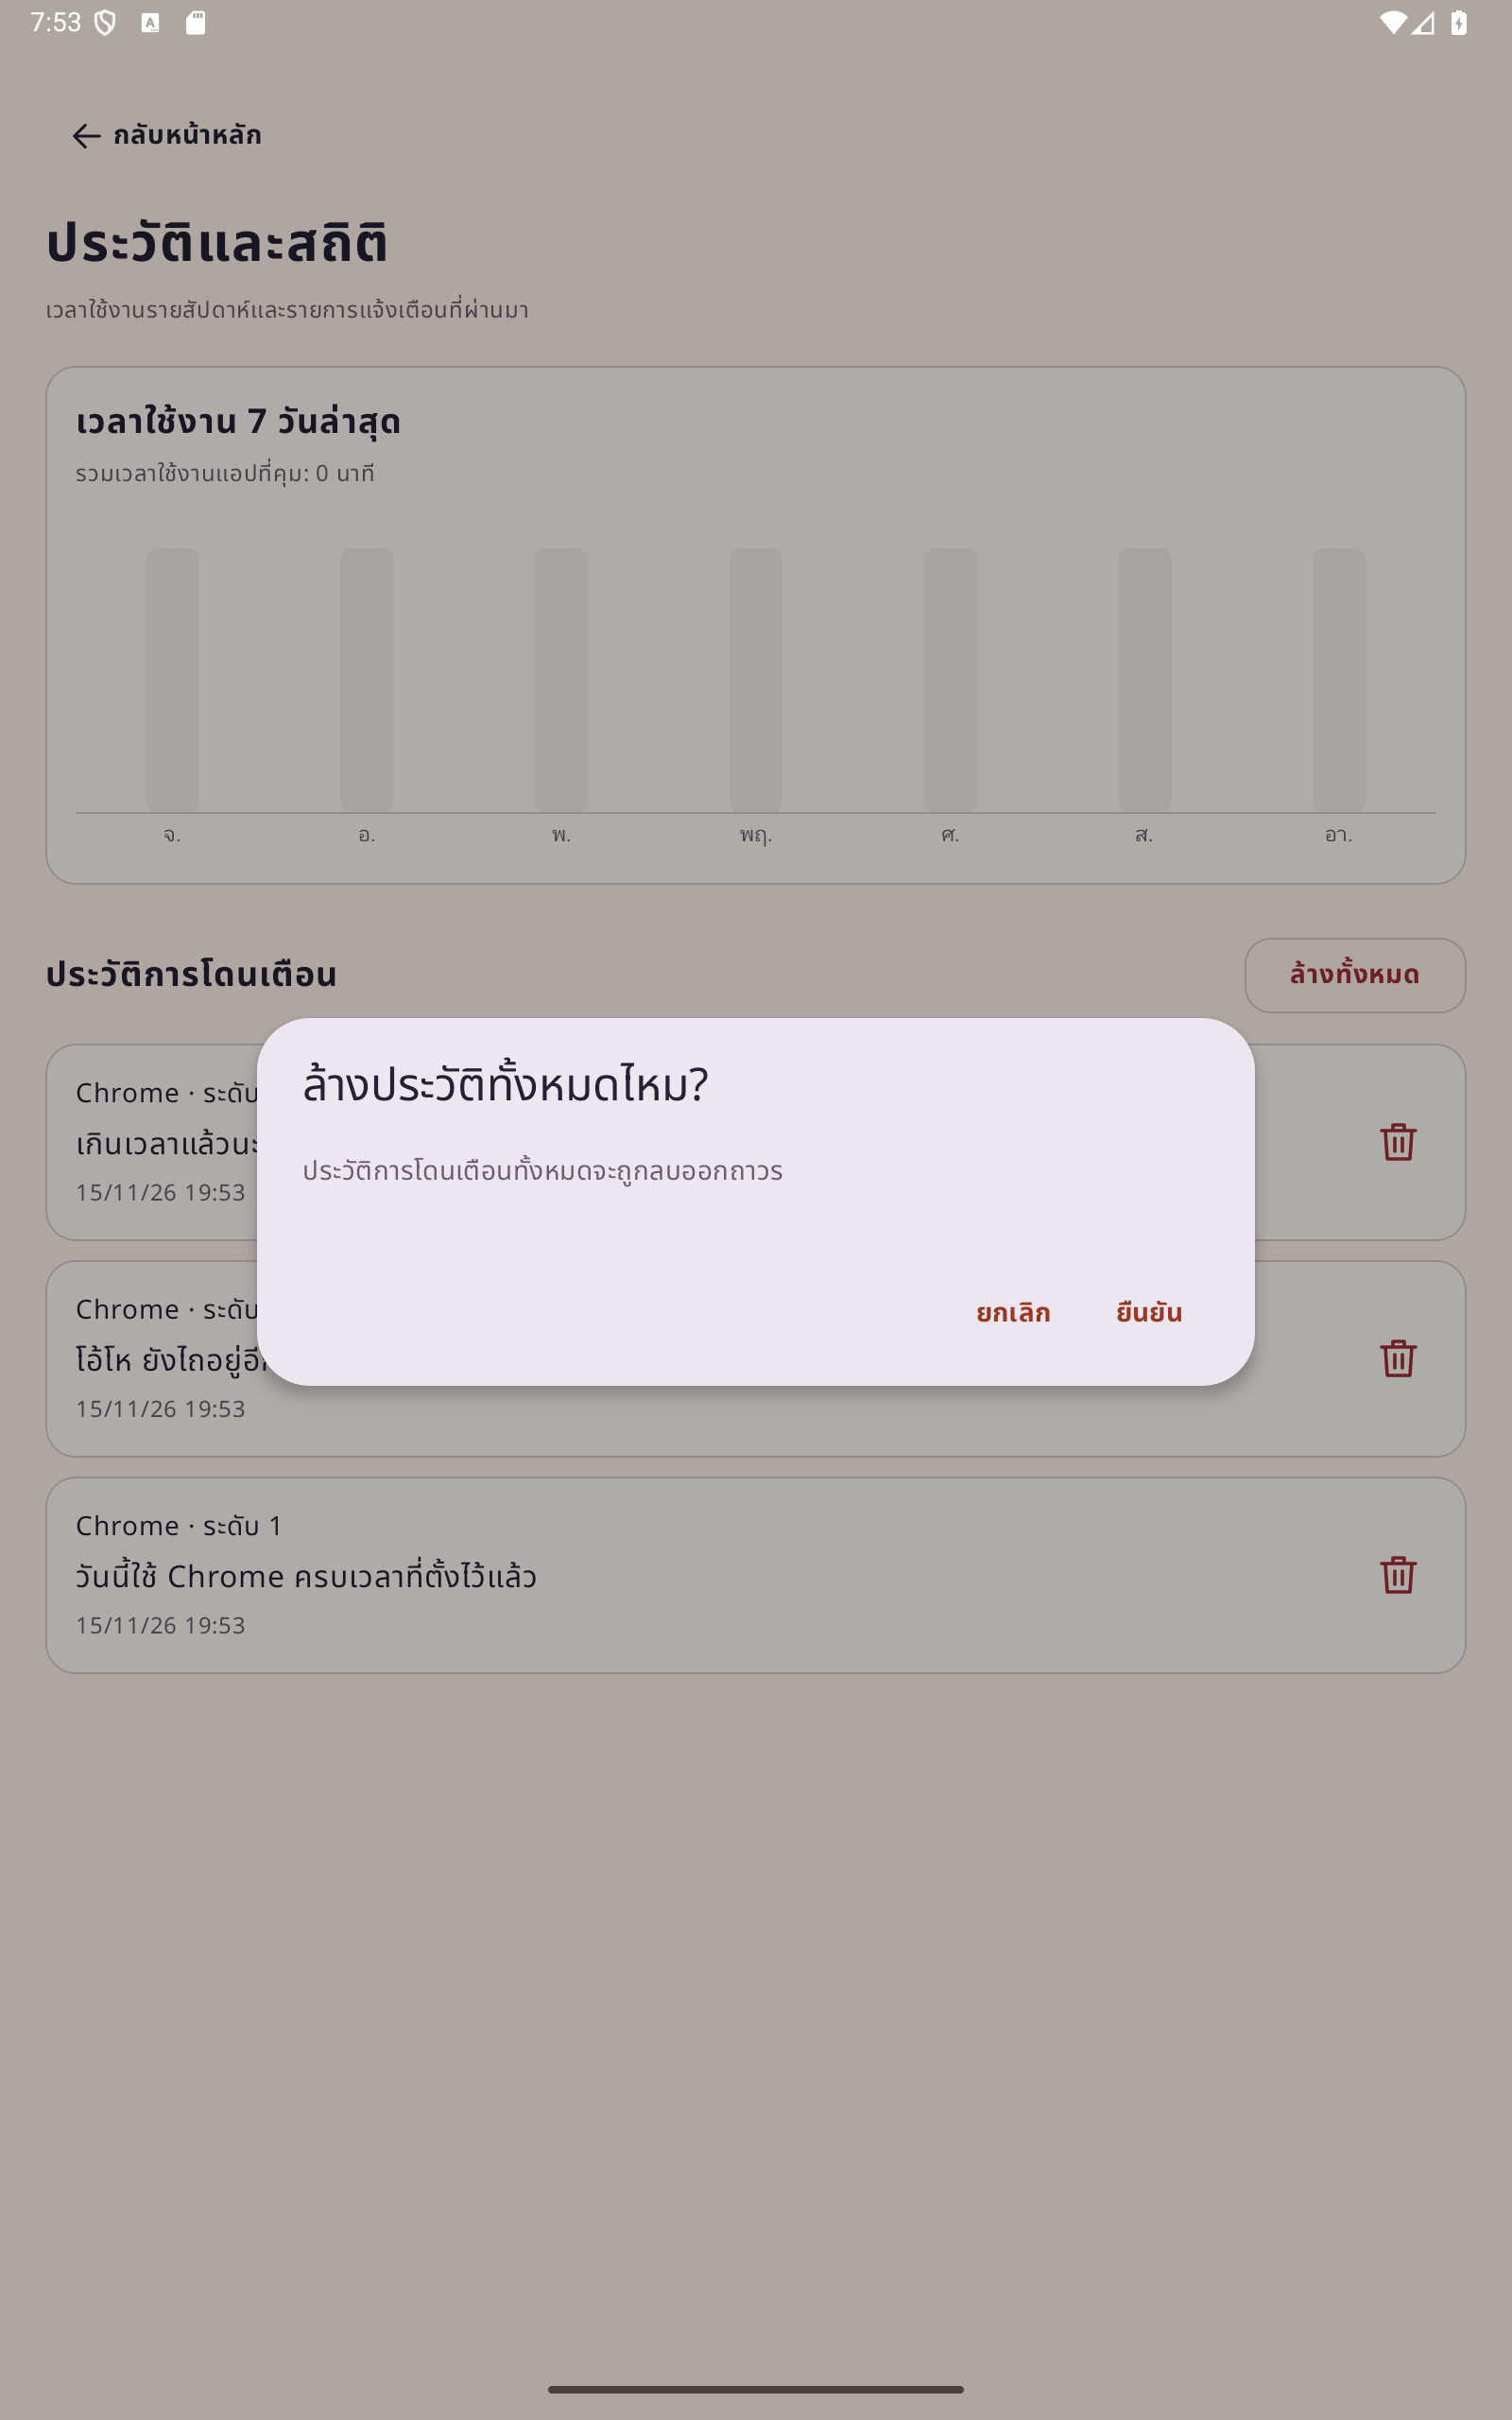 7:53
กลับหน้าหลัก
ประวัติและสถิติ
เวลาใช้งานรายสัปดาห์และรายการแจ้งเตือนที่ผ่านมา
เวลาใช้งาน 7 วันล่าสุด
รวมเวลาใช้งานแอปที่คุม: 0 นาที
จ. อ. พ. พฤ. ศ. ส. อา.
ประวัติการโดนเตือน
ล้างทั้งหมด
Chrome · ระดับ
เกินเวลาแล้วนะ
15/11/26 19:53
ล้างประวัติทั้งหมดไหม?
ประวัติการโดนเตือนทั้งหมดจะถูกลบออกถาวร
ยกเลิก ยืนยัน
Chrome · ระดับ
โอ้โห ยังไถอยู่อี
15/11/26 19:53
Chrome · ระดับ 1
วันนี้ใช้ Chrome ครบเวลาที่ตั้งไว้แล้ว
15/11/26 19:53